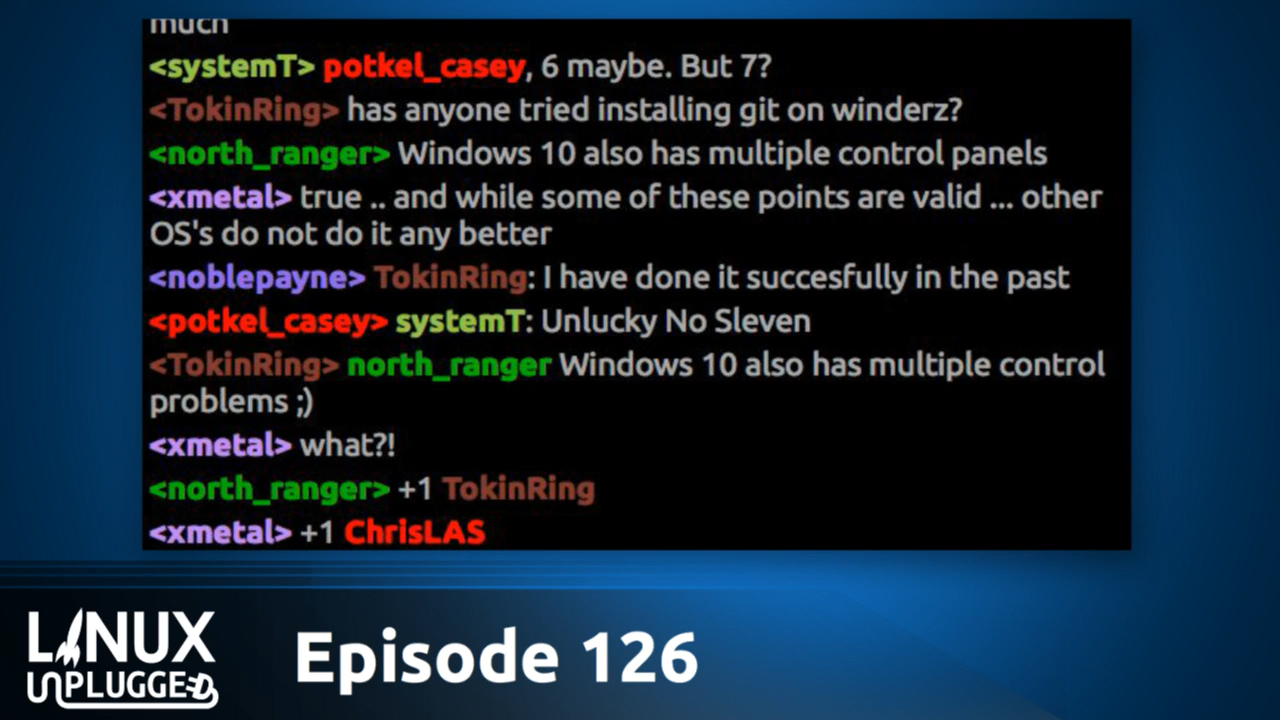 much
<systemT> potkel_casey, 6 maybe. But 7?
<TokinRing> has anyone tried installing git on winderz?
<north_ranger> Windows 10 also has multiple control panels
<xmetal> true .. and while some of these points are valid ... other
OS's do not do it any better
<noblepayne> TokinRing: I have done it succesfully in the past
<potkel_casey> systemT: Unlucky No Sleven
<TokinRing> north_ranger Windows 10 also has multiple control
problems ;)
<xmetal> what?!
<north_ranger> +1 TokinRing
<xmetal> +1 ChrisLAS
LINUX
UNPLUGGED
Episode 126